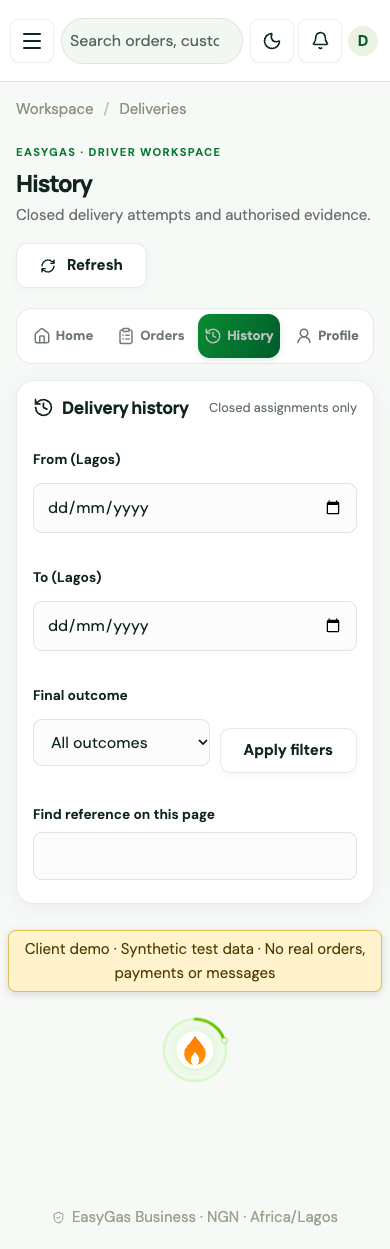 Search orders, custo
D
Workspace / Deliveries
EASYGAS · DRIVER WORKSPACE
History
Closed delivery attempts and authorised evidence.
Refresh
Home Orders History Profile
Delivery history Closed assignments only
From (Lagos)
dd/mm/yyyy
To (Lagos)
dd/mm/yyyy
Final outcome
All outcomes Apply filters
Find reference on this page
Client demo · Synthetic test data · No real orders,
payments or messages
EasyGas Business · NGN · Africa/Lagos